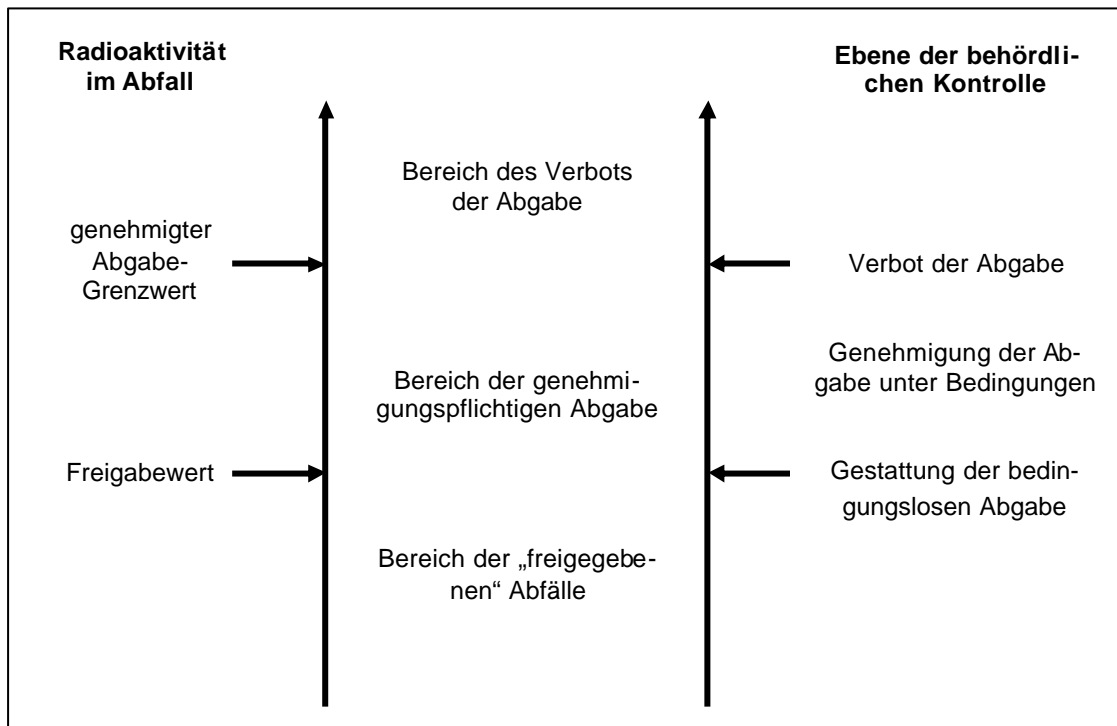 Radioaktivität
im Abfall
Ebene der behördli-
chen Kontrolle
Bereich des Verbots
der Abgabe
genehmigter
Abgabe-
Grenzwert
Verbot der Abgabe
Genehmigung der Ab-
gabe unter Bedingungen
Bereich der genehmi-
gungspflichtigen Abgabe
Freigabewert
Gestattung der bedin-
gungslosen Abgabe
Bereich der „freigegebe-
nen“ Abfälle